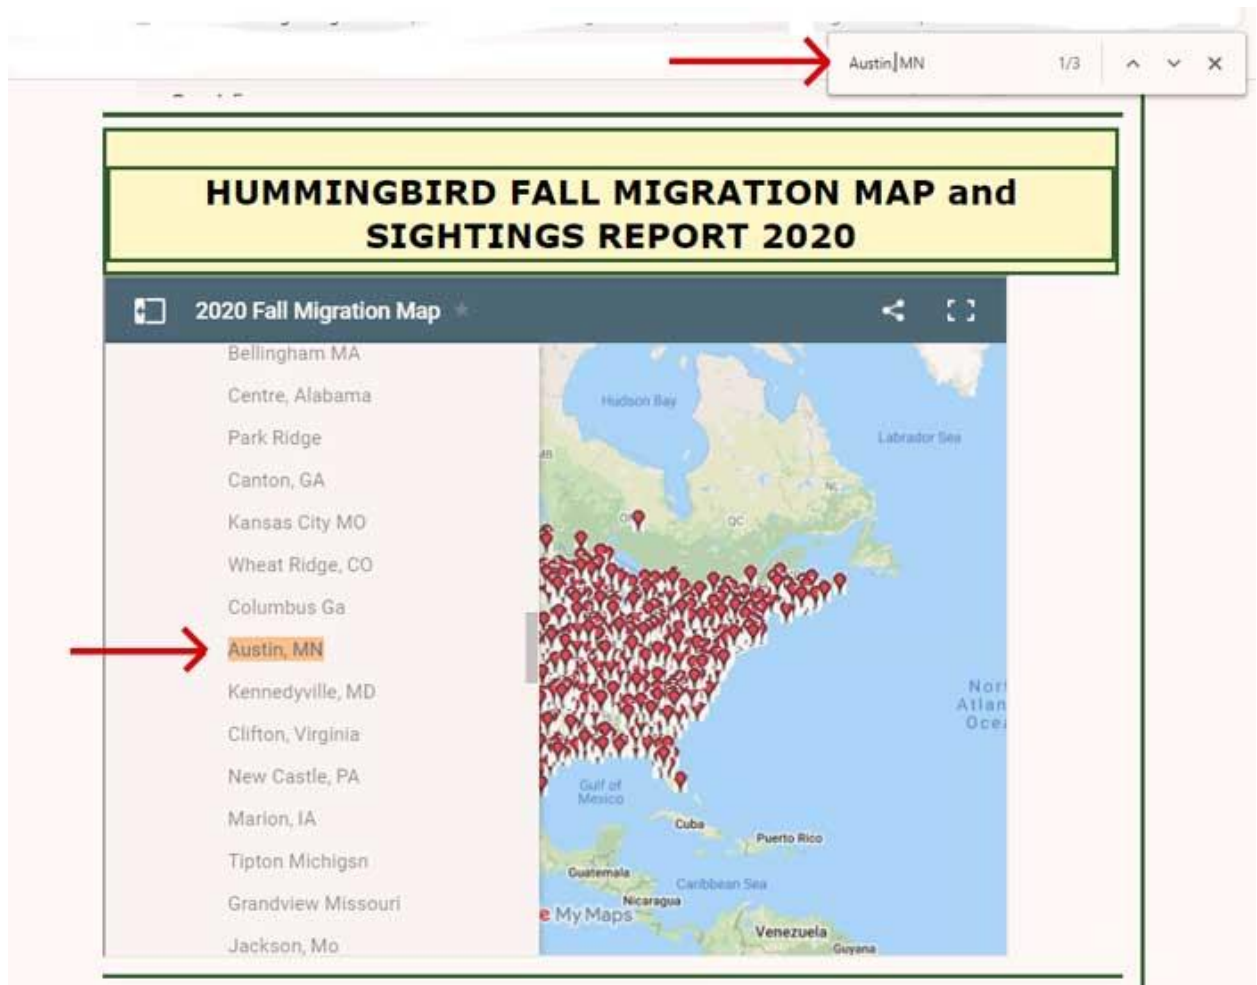 Austin, MN 1/3
HUMMINGBIRD FALL MIGRATION MAP and
SIGHTINGS REPORT 2020
2020 Fall Migration Map
Bellingham MA
Centre, Alabama
Park Ridge
Canton, GA
Kansas City MO
Wheat Ridge, CO
Columbus Ga
Austin, MN
Kennedyville, MD
Clifton, Virginia
New Castle, PA
Marion, IA
Tipton Michigsn
Grandview Missouri
Jackson, Mo
Hudson Bay
Labrador Sea
MB
NL
QC
Gulf of
Mexico
Cuba
Puerto Rico
Guatemala
Caribbean Sea
Nicaragua
e My Maps
Venezuela
Guyana